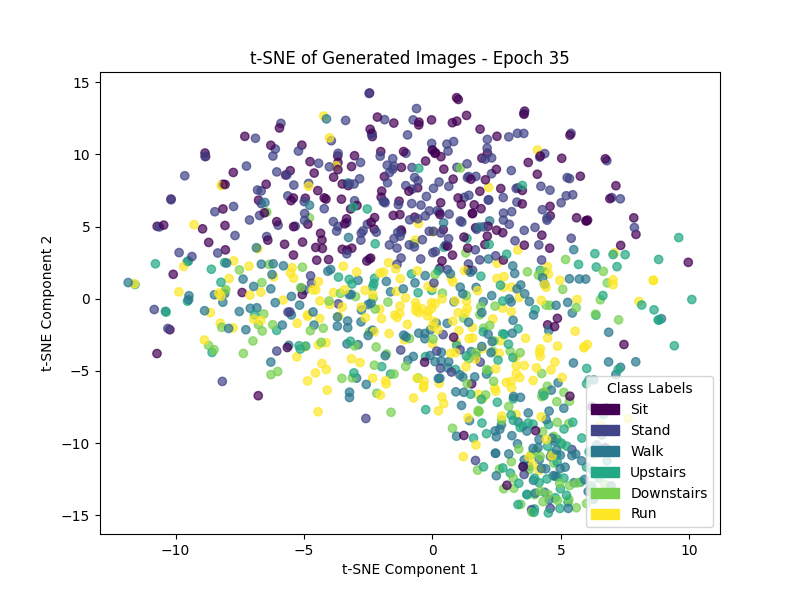 t-SNE of Generated Images - Epoch 35
t-SNE Component 2
15
10
5
0
−5
−10
−15
−10
−5
0
5
10
t-SNE Component 1
Class Labels
Sit
Stand
Walk
Upstairs
Downstairs
Run